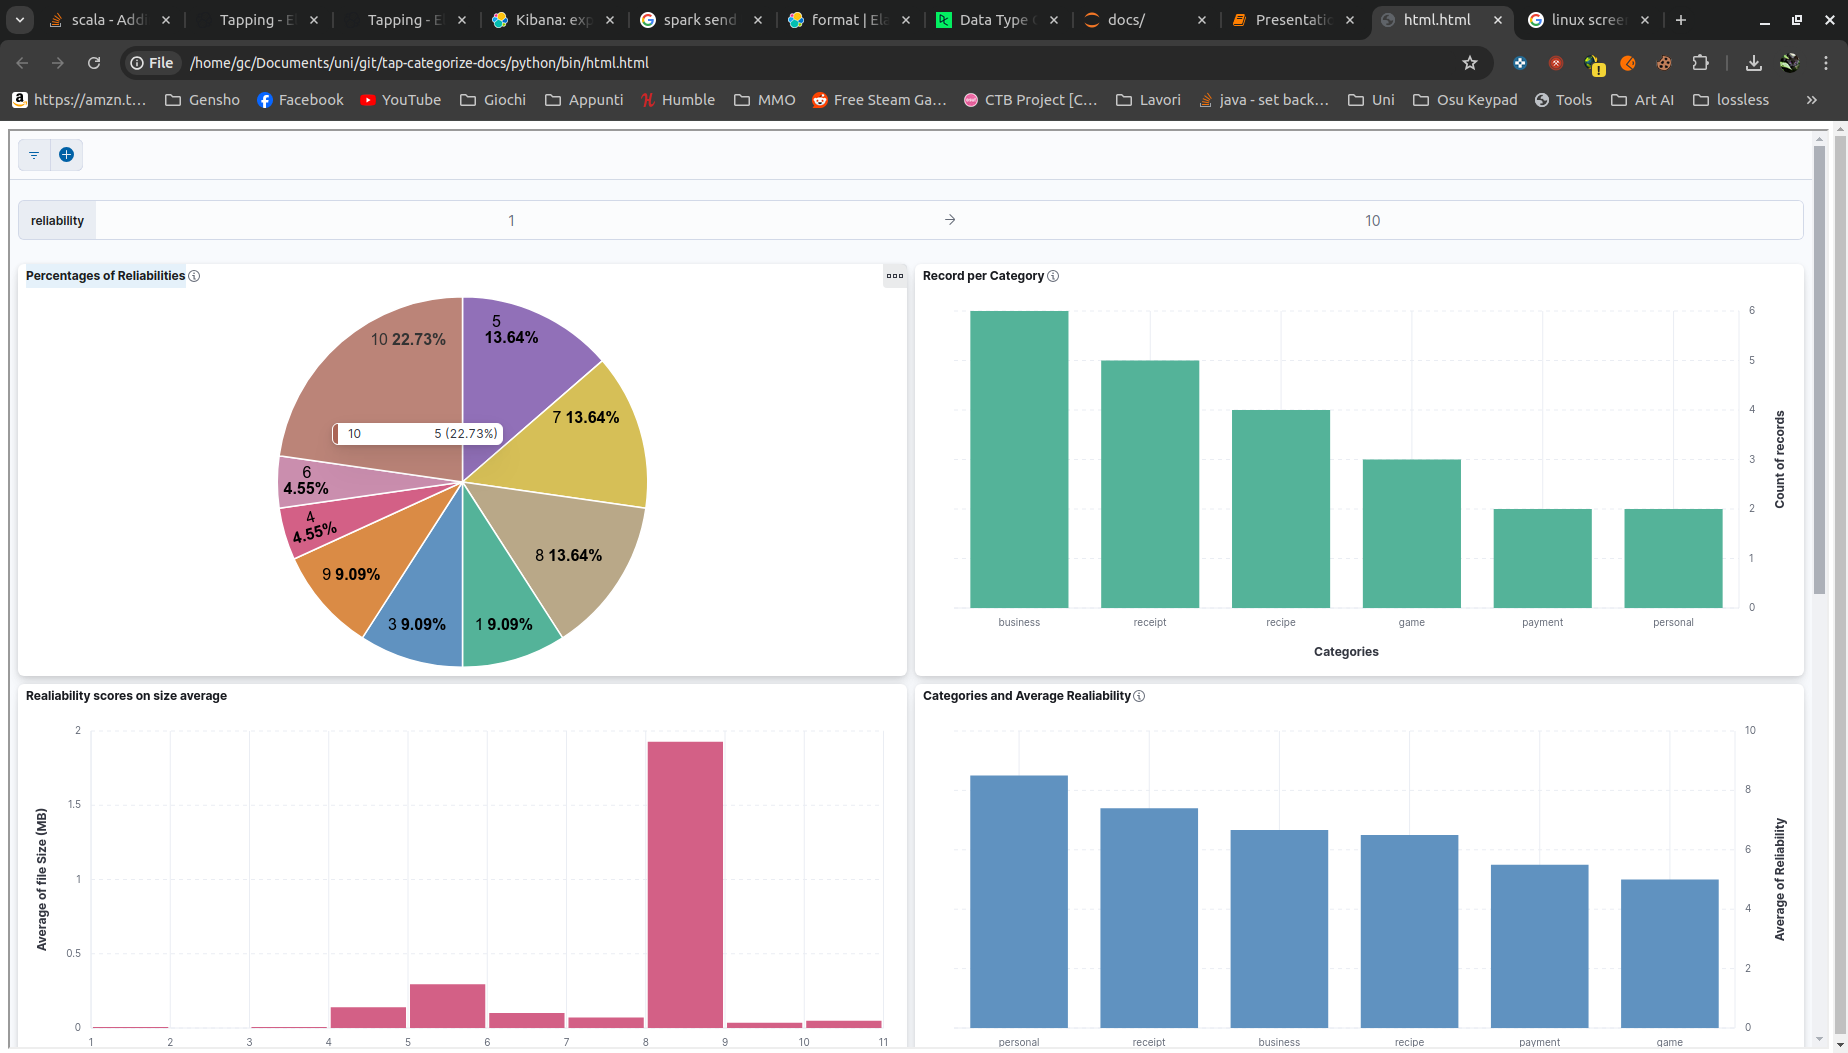 scala - Addi
Tapping - El
Tapping - El
Kibana: exp
spark send
format | Ela
Data Type C
docs/
Presentatio
html.html
linux scree
File
/home/gc/Documents/uni/git/tap-categorize-docs/python/bin/html.html
https://amzn.t...
Gensho
Facebook
YouTube
Giochi
Appunti
Humble
MMO
Free Steam Ga...
CTB Project [C...
Lavori
java - set back...
Uni
Osu Keypad
Tools
Art AI
lossless
»
reliability
1
→
10
Percentages of Reliabilities
10 22.73%
5
13.64%
7 13.64%
10 5 (22.73%)
6
4.55%
4
4.55%
8 13.64%
9 9.09%
3 9.09%
1 9.09%
Record per Category
6
5
4
3
2
1
0
Count of records
business
receipt
recipe
game
payment
personal
Categories
Realiability scores on size average
2
1.5
1
0.5
0
Average of file Size (MB)
1
2
3
4
5
6
7
8
9
10
11
Categories and Average Realiability
10
8
6
4
2
0
Average of Reliability
personal
receipt
business
recipe
payment
game